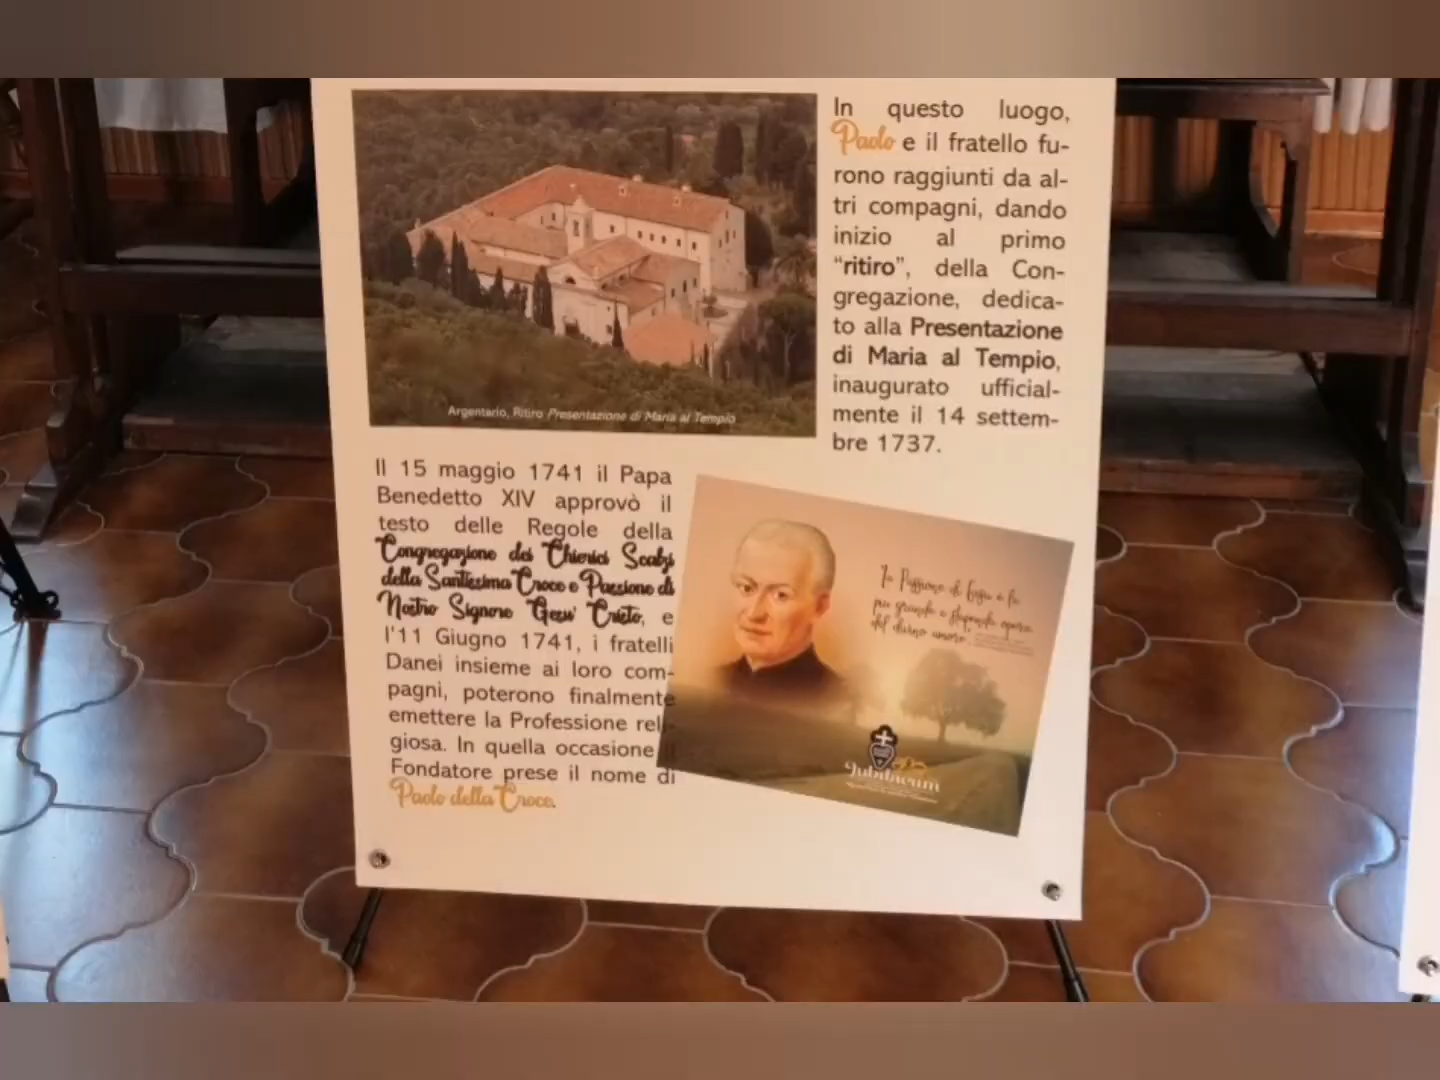 In questo luogo,
Paolo e il fratello fu-
rono raggiunti da al-
tri compagni, dando
inizio al primo
“ritiro”, della Con-
gregazione, dedica-
to alla Presentazione
di Maria al Tempio,
inaugurato ufficial-
mente il 14 settem-
bre 1737.
Argentario, Ritiro Presentazione di Maria al Tempio
Il 15 maggio 1741 il Papa
Benedetto XIV approvò il
testo delle Regole della
Congregazione dei Chierici Scalzi
della Santissima Croce e Passione di
Nostro Signore Gesu' Cristo, e
l'11 Giugno 1741, i fratelli
Danei insieme ai loro com-
pagni, poterono finalmente
emettere la Professione reli-
giosa. In quella occasione il
Fondatore prese il nome di
Paolo della Croce.
La Passione di Gesù è la
più grande e stupenda opera
del divino amore
Jubilaeum